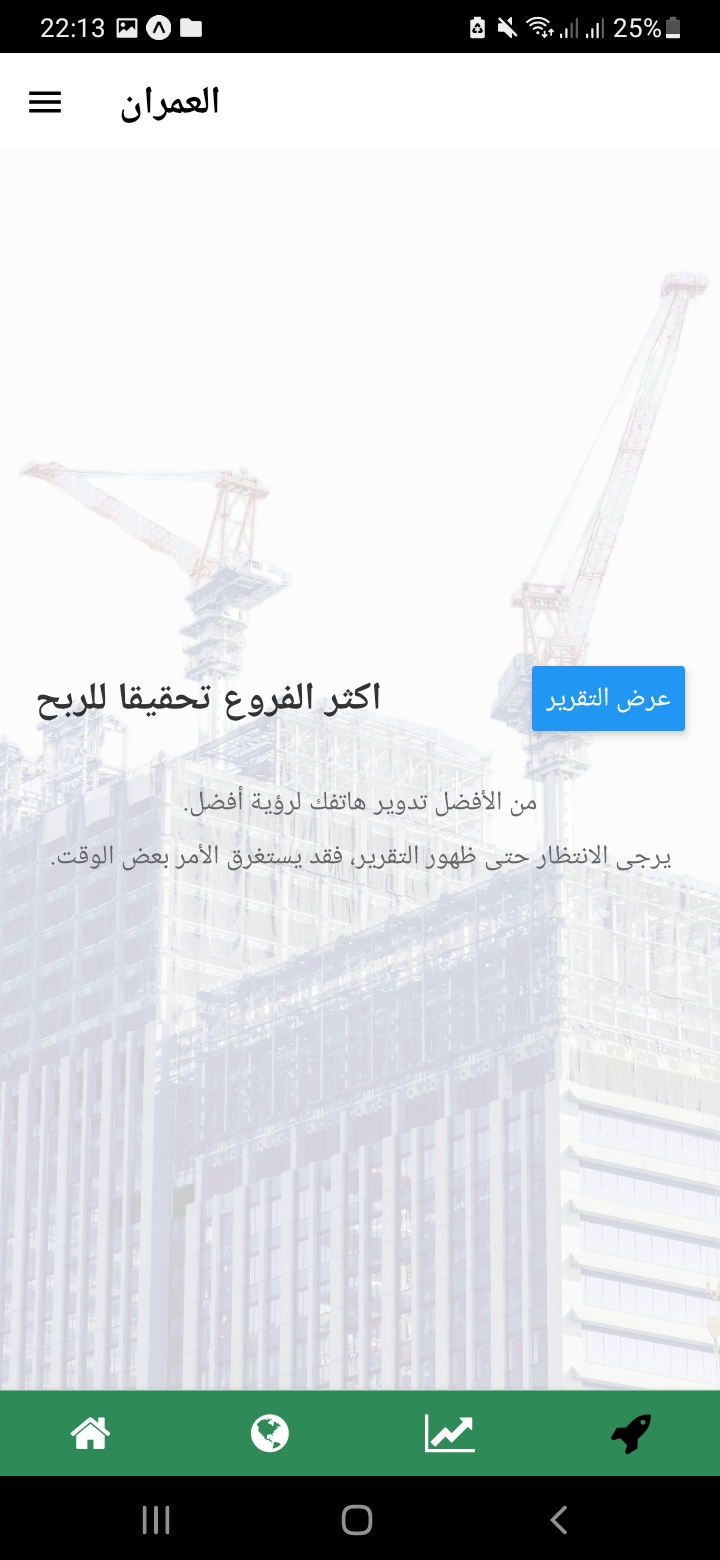 22:13
25%
العمران
اكثر الفروع تحقيقا للربح
عرض التقرير
من الأفضل تدوير هاتفك لرؤية أفضل.
يرجى الانتظار حتى ظهور التقرير، فقد يستغرق الأمر بعض الوقت.